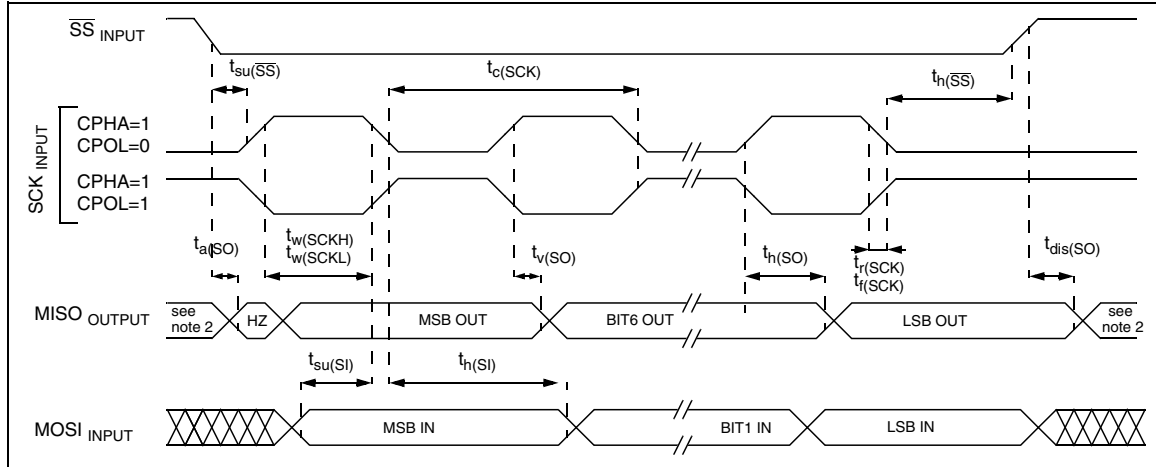 SS INPUT
tsu(SS)
tc(SCK)
th(SS)
SCK INPUT
CPHA=1
CPOL=0
CPHA=1
CPOL=1
ta(SO)
tw(SCKH)
tw(SCKL)
tv(SO)
th(SO)
tr(SCK)
tf(SCK)
tdis(SO)
MISO OUTPUT
see
note 2
HZ
MSB OUT
BIT6 OUT
LSB OUT
see
note 2
tsu(SI)
th(SI)
MOSI INPUT
MSB IN
BIT1 IN
LSB IN